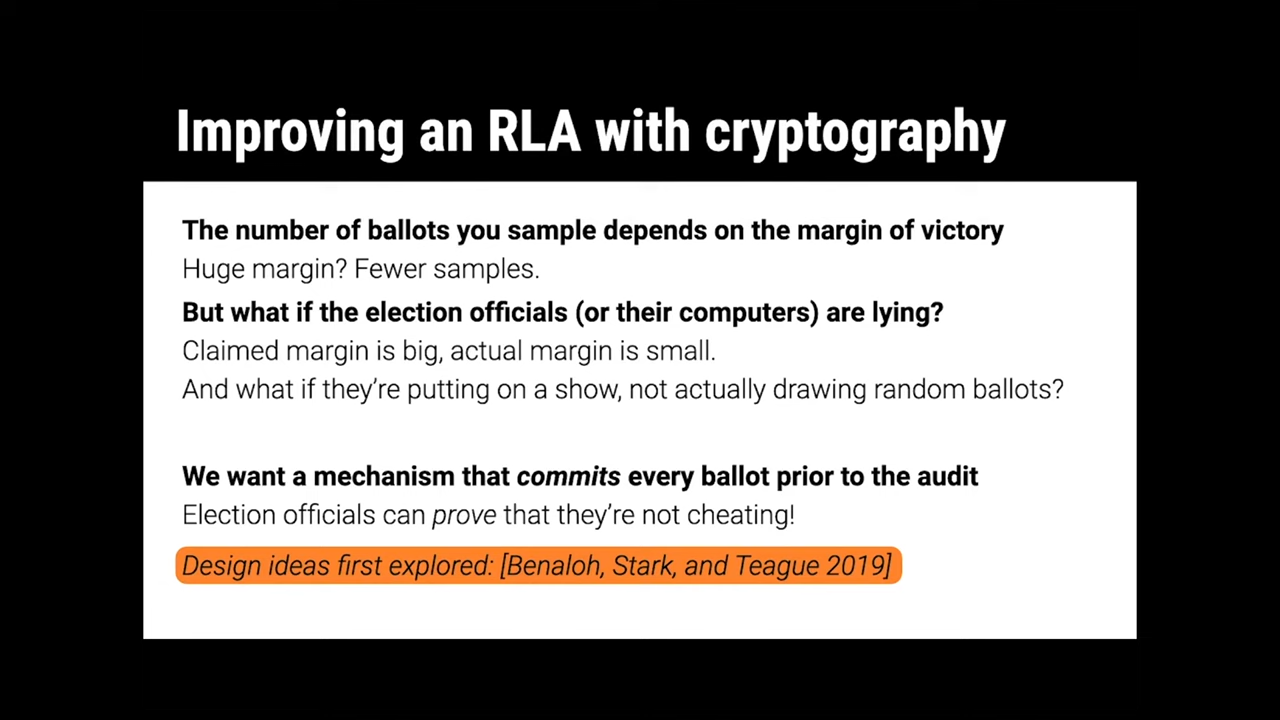 Improving an RLA with cryptography
The number of ballots you sample depends on the margin of victory
Huge margin? Fewer samples.
But what if the election officials (or their computers) are lying?
Claimed margin is big, actual margin is small.
And what if they’re putting on a show, not actually drawing random ballots?
We want a mechanism that commits every ballot prior to the audit
Election officials can prove that they’re not cheating!
Design ideas first explored: [Benaloh, Stark, and Teague 2019]